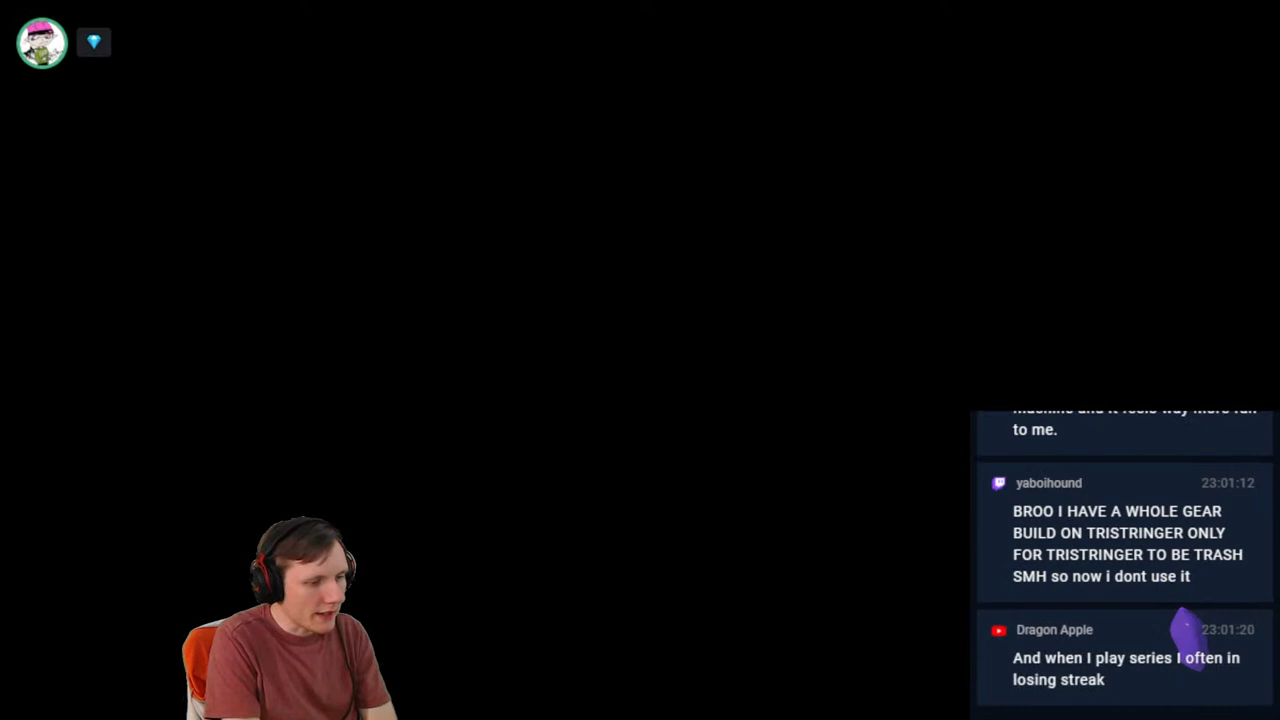 to me.
yaboihound 23:01:12
BROO I HAVE A WHOLE GEAR
BUILD ON TRISTRINGER ONLY
FOR TRISTRINGER TO BE TRASH
SMH so now i dont use it
Dragon Apple 23:01:20
And when I play series I often in
losing streak